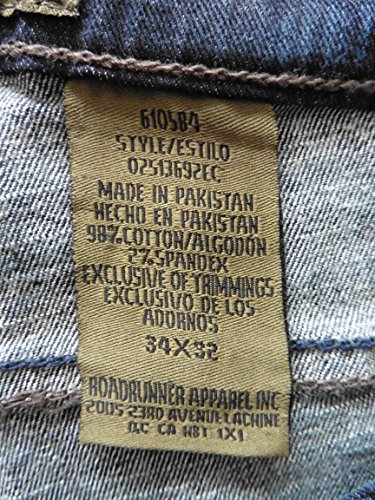 610584
STYLE/ESTILO
02513692EC
MADE IN PAKISTAN
HECHO EN PAKISTAN
98%COTTON/ALGODON
2%SPANDEX
EXCLUSIVE OF TRIMMINGS
EXCLUSIVO DE LOS
ADORNOS
34X32
ROADRUNNER APPAREL INC
2005 23RD AVENUE LACHINE
QC CA H8T 1X1